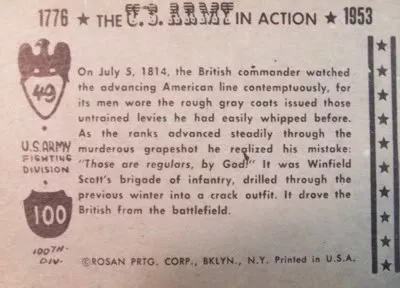 1776 ★ THE U.S. ARMY IN ACTION ★ 1953
49
U.S. ARMY
FIGHTING
DIVISION
100
100TH-
DIV.
On July 5, 1814, the British commander watched
the advancing American line contemptuously, for
its men wore the rough gray coats issued those
untrained levies he had easily whipped before.
As the ranks advanced steadily through the
murderous grapeshot he realized his mistake:
"Those are regulars, by God!" It was Winfield
Scott's brigade of infantry, drilled through the
previous winter into a crack outfit. It drove the
British from the battlefield.
©ROSAN PRTG. CORP., BKLYN., N.Y. Printed in U.S.A.